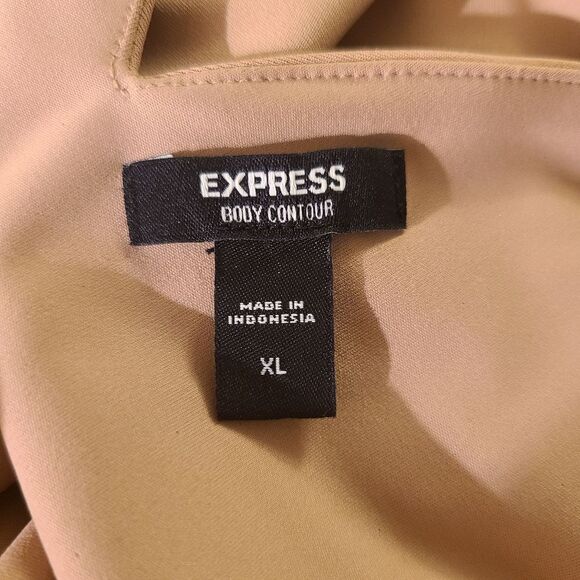 EXPRESS
BODY CONTOUR
MADE IN
INDONESIA
XL